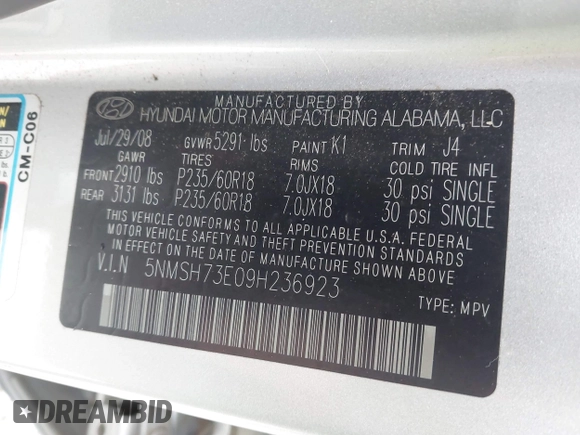 MANUFACTURED BY
HYUNDAI MOTOR MANUFACTURING ALABAMA, LLC
Jul/29/08 GVWR 5291 lbs PAINT K1 TRIM J4
GAWR TIRES RIMS COLD TIRE INFL
FRONT 2910 lbs P235/60R18 7.0JX18 30 psi SINGLE
REAR 3131 lbs P235/60R18 7.0JX18 30 psi SINGLE
THIS VEHICLE CONFORMS TO ALL APPLICABLE U.S.A. FEDERAL
MOTOR VEHICLE SAFETY AND THEFT PREVENTION STANDARDS
IN EFFECT ON THE DATE OF MANUFACTURE SHOWN ABOVE.
V.I.N 5NMSH73E09H236923
TYPE: MPV
CM-C06
DREAMBID